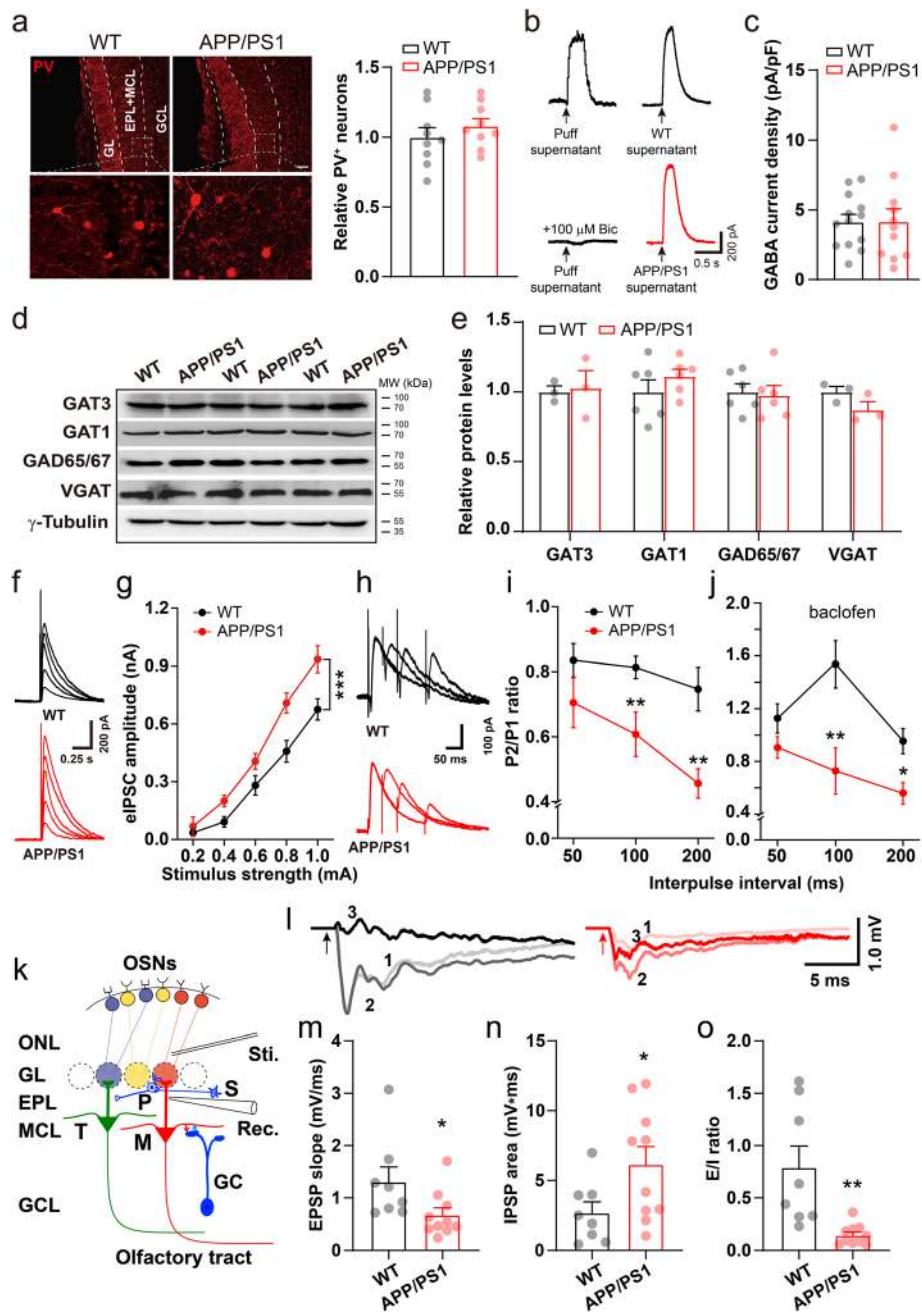 a
WT
APP/PS1
PV
GL
EPL+MCL
GCL
Relative PV⁺ neurons
1.5
1.0
0.5
0.0
WT
APP/PS1
b
Puff supernatant
WT supernatant
+100 μM Bic
Puff supernatant
APP/PS1 supernatant
0.5 s
200 pA
c
GABA current density (pA/pF)
15
10
5
0
WT
APP/PS1
d
WT
APP/PS1
WT
APP/PS1
WT
APP/PS1
MW (kDa)
GAT3
100
70
GAT1
100
70
GAD65/67
70
55
VGAT
70
55
γ-Tubulin
55
35
e
Relative protein levels
1.5
1.0
0.5
0.0
WT
APP/PS1
GAT3
GAT1
GAD65/67
VGAT
f
WT
0.25 s
200 pA
APP/PS1
g
eIPSC amplitude (nA)
1.2
0.9
0.6
0.3
0.0
WT
APP/PS1
***
0.2
0.4
0.6
0.8
1.0
Stimulus strength (mA)
h
WT
50 ms
100 pA
APP/PS1
i
P2/P1 ratio
1.0
0.8
0.6
0.4
0.0
WT
APP/PS1
**
**
50
100
200
j
baclofen
2.0
1.6
1.2
0.8
0.4
0.0
**
*
50
100
200
Interpulse interval (ms)
k
OSNs
ONL
GL
EPL
MCL
GCL
Sti.
S
P
Rec.
T
M
GC
Olfactory tract
l
3
1
2
1
3
2
5 ms
1.0 mV
m
EPSP slope (mV/ms)
4
3
2
1
0
*
WT
APP/PS1
n
IPSP area (mV*ms)
15
10
5
0
*
WT
APP/PS1
o
E/I ratio
2.0
1.5
1.0
0.5
0.0
**
WT
APP/PS1